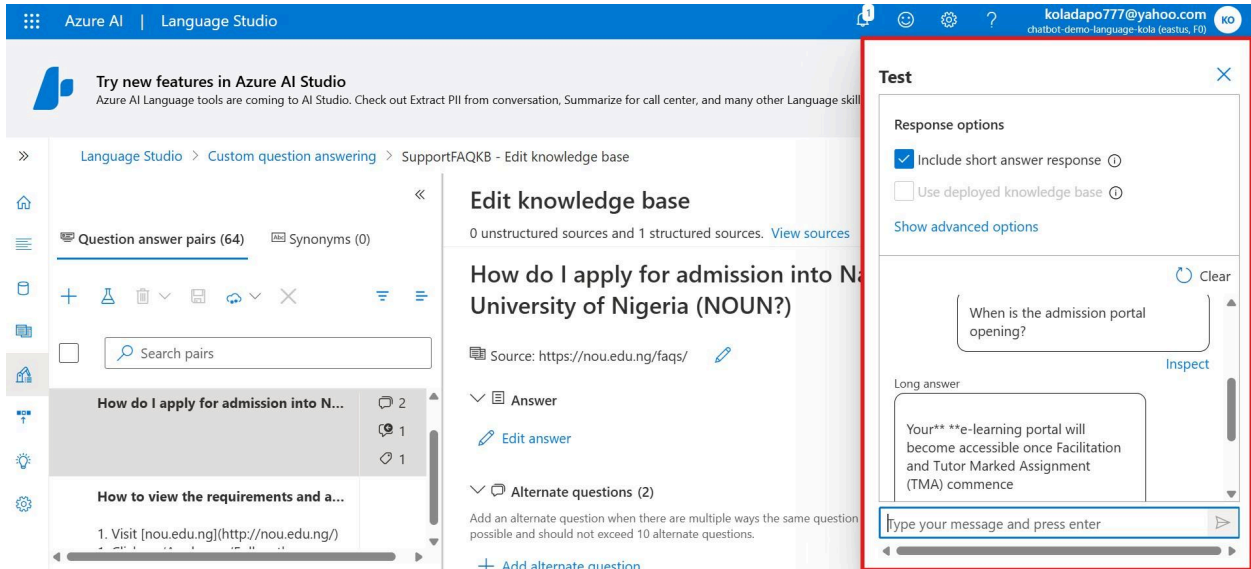 Azure AI | Language Studio
1
?
koladapo777@yahoo.com
chatbot-demo-language-kola (eastus, F0)
KO
Try new features in Azure AI Studio
Azure AI Language tools are coming to AI Studio. Check out Extract PII from conversation, Summarize for call center, and many other Language skill
Language Studio > Custom question answering > SupportFAQKB - Edit knowledge base
Question answer pairs (64)
Synonyms (0)
Search pairs
How do I apply for admission into N...
2
1
1
How to view the requirements and a...
1. Visit [nou.edu.ng](http://nou.edu.ng/)
Edit knowledge base
0 unstructured sources and 1 structured sources. View sources
How do I apply for admission into Na
University of Nigeria (NOUN?)
Source: https://nou.edu.ng/faqs/
Answer
Edit answer
Alternate questions (2)
Add an alternate question when there are multiple ways the same question
possible and should not exceed 10 alternate questions.
+ Add alternate question
Test
Response options
Include short answer response
Use deployed knowledge base
Show advanced options
Clear
When is the admission portal
opening?
Inspect
Long answer
Your** **e-learning portal will
become accessible once Facilitation
and Tutor Marked Assignment
(TMA) commence
Type your message and press enter